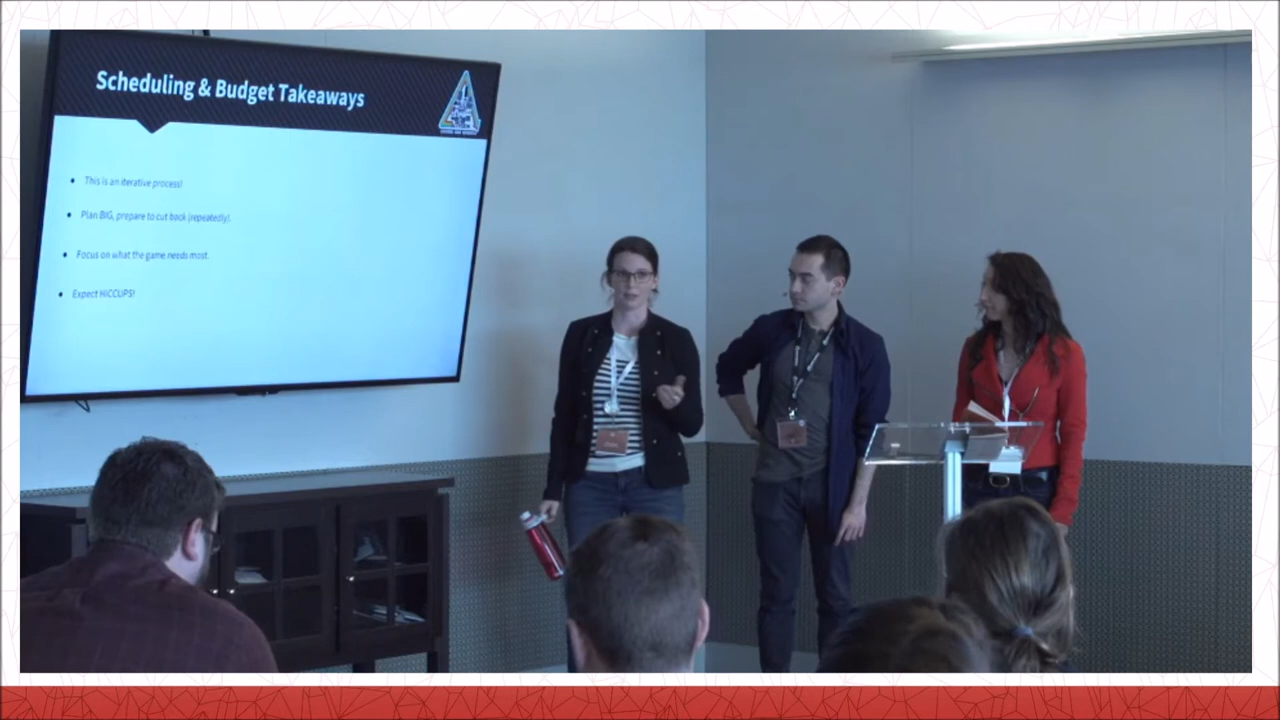 Scheduling & Budget Takeaways
This is an iterative process!
Plan BIG, prepare to cut back (repeatedly).
Focus on what the game needs most.
Expect HICCUPS!